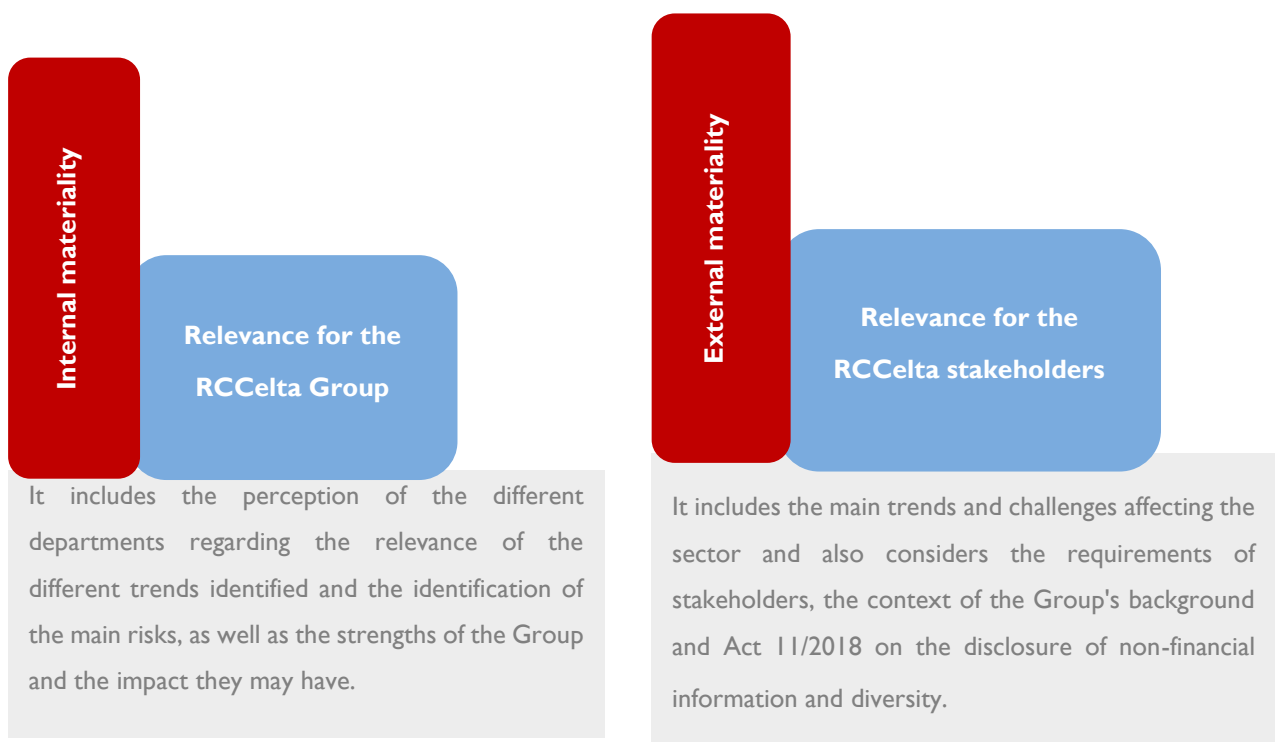 Internal materiality
Relevance for the
RCCelta Group
It includes the perception of the different
departments regarding the relevance of the
different trends identified and the identification of
the main risks, as well as the strengths of the Group
and the impact they may have.
External materiality
Relevance for the
RCCelta stakeholders
It includes the main trends and challenges affecting the
sector and also considers the requirements of
stakeholders, the context of the Group's background
and Act 11/2018 on the disclosure of non-financial
information and diversity.